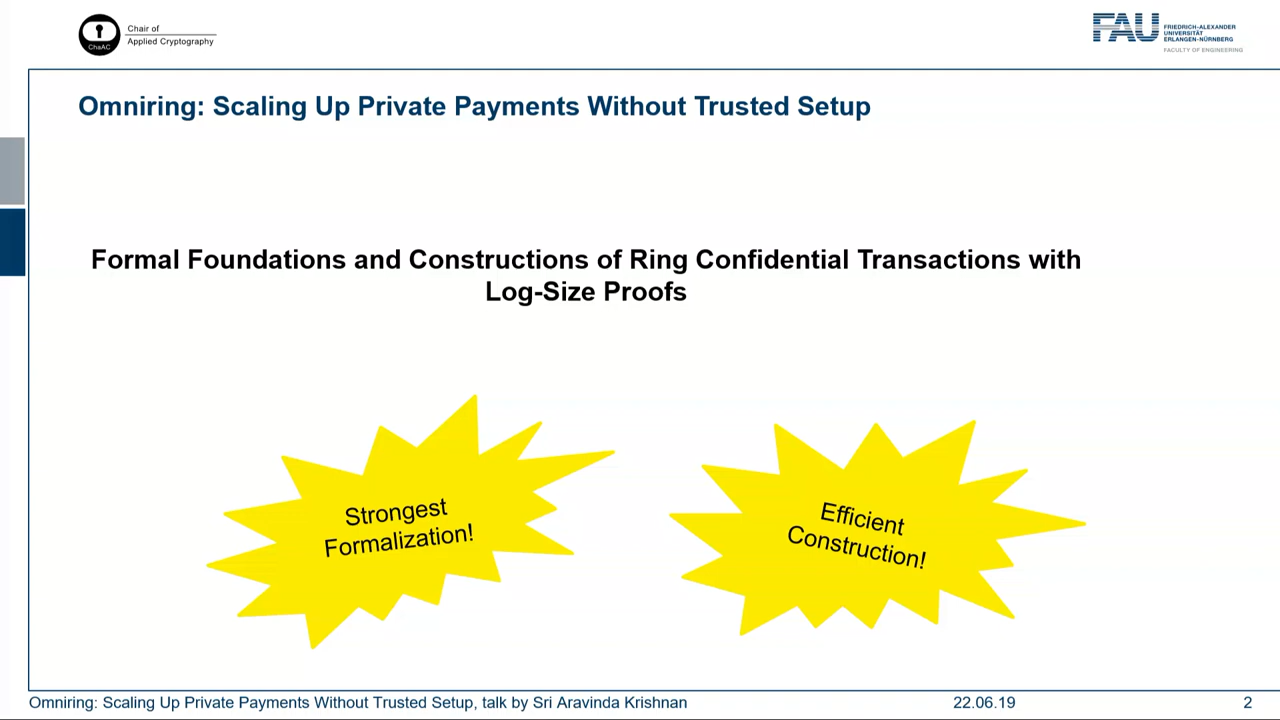 ChaAC
Chair of
Applied Cryptography
FAU
FRIEDRICH-ALEXANDER
UNIVERSITÄT
ERLANGEN-NÜRNBERG
FACULTY OF ENGINEERING
Omniring: Scaling Up Private Payments Without Trusted Setup
Formal Foundations and Constructions of Ring Confidential Transactions with
Log-Size Proofs
Strongest
Formalization!
Efficient
Construction!
Omniring: Scaling Up Private Payments Without Trusted Setup, talk by Sri Aravinda Krishnan
22.06.19
2